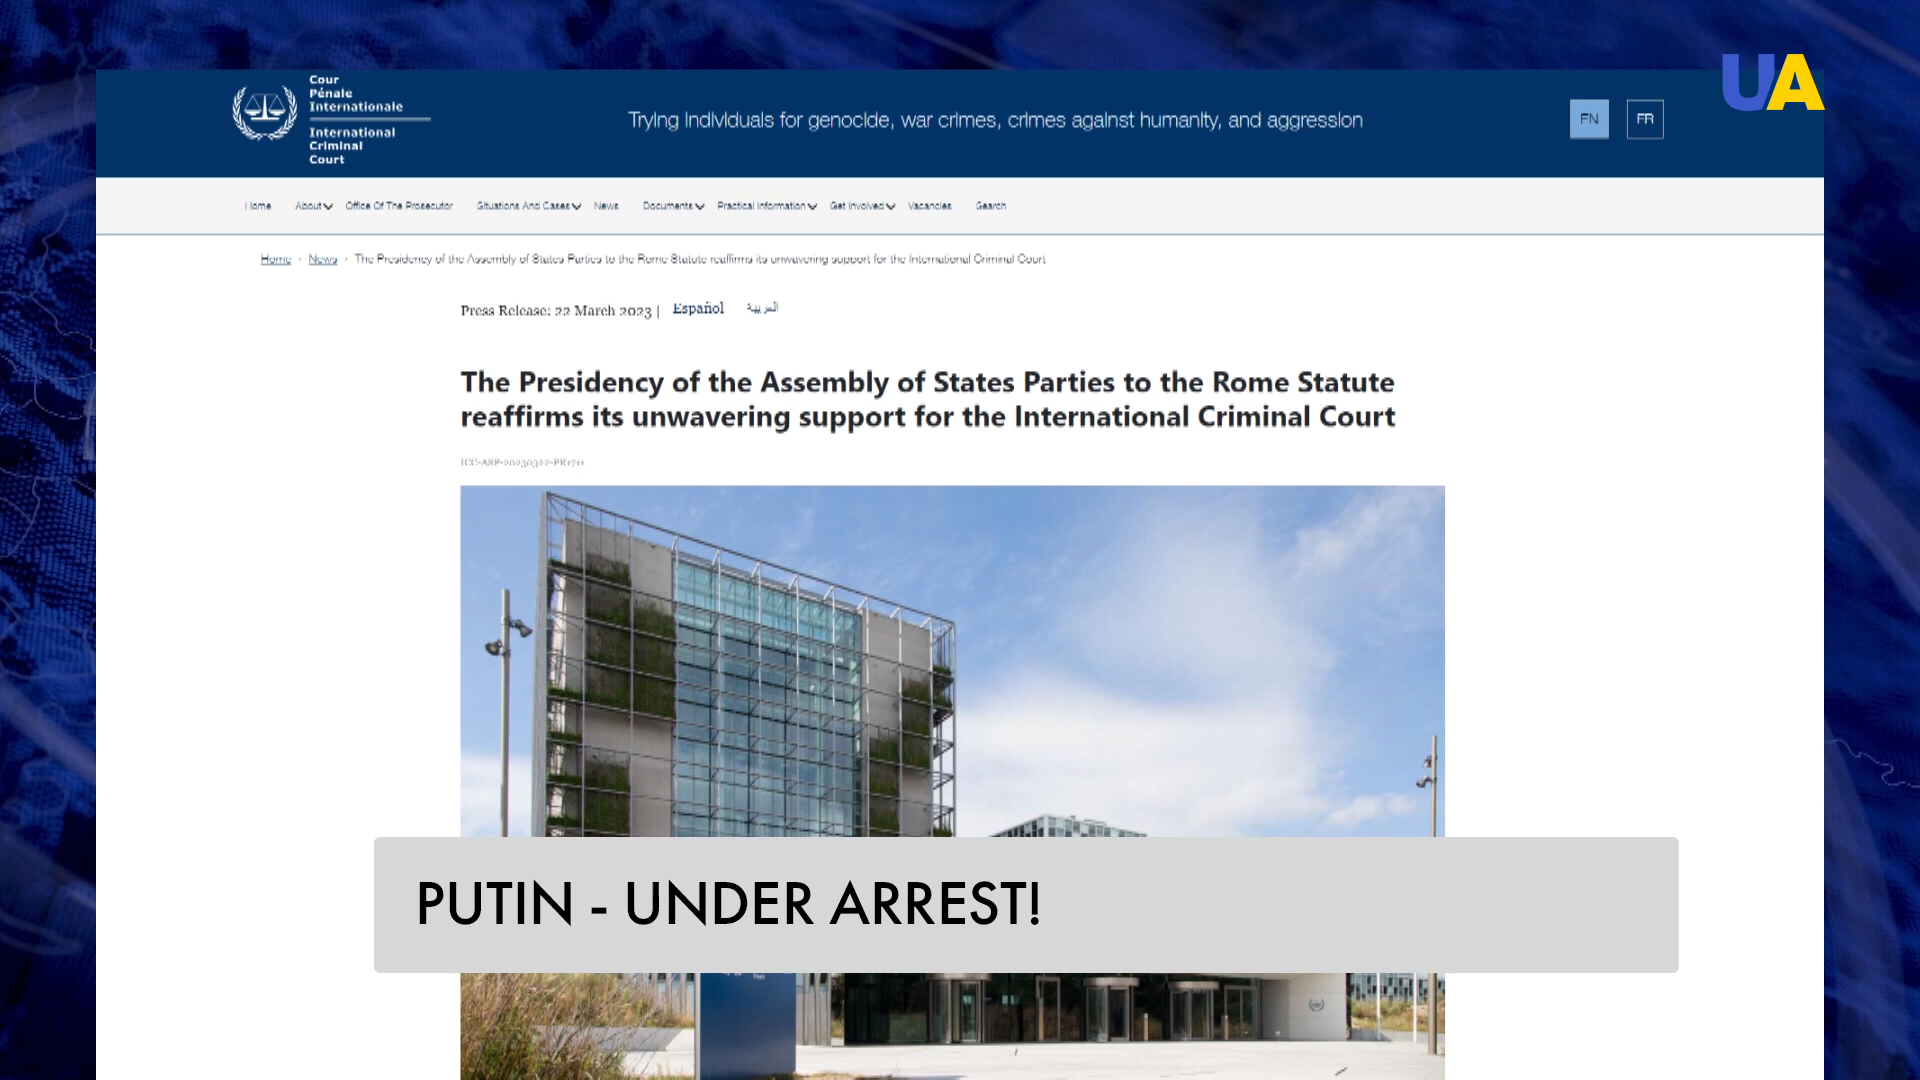 UA
Cour
Pénale
Internationale
International
Criminal
Court
Trying individuals for genocide, war crimes, crimes against humanity, and aggression
EN
FR
Home About Office Of The Prosecutor Situations And Cases News Documents Practical Information Get Involved Vacancies Search
Home News The Presidency of the Assembly of States Parties to the Rome Statute reaffirms its unwavering support for the International Criminal Court
Press Release: 22 March 2023 | Español العربية
The Presidency of the Assembly of States Parties to the Rome Statute
reaffirms its unwavering support for the International Criminal Court
ICC-ASP-20230322-PR1711
PUTIN - UNDER ARREST!